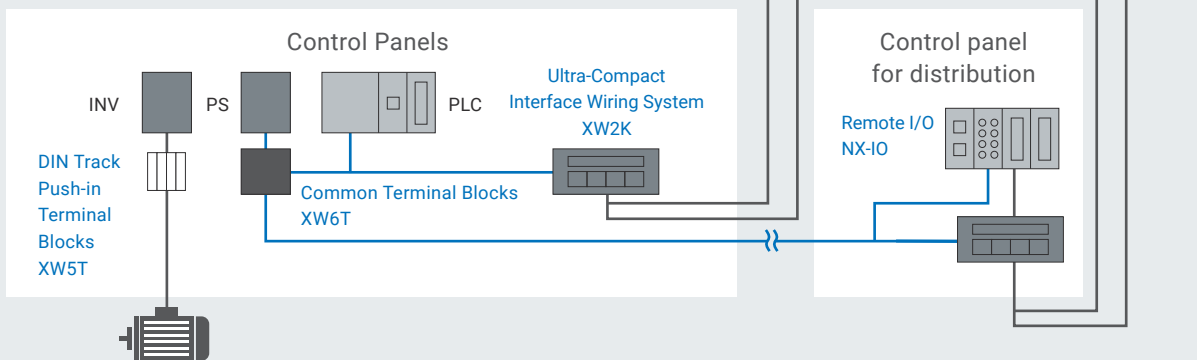 Control Panels
INV
PS
PLC
Ultra-Compact
Interface Wiring System
XW2K
DIN Track
Push-in
Terminal
Blocks
XW5T
Common Terminal Blocks
XW6T
Control panel
for distribution
Remote I/O
NX-IO